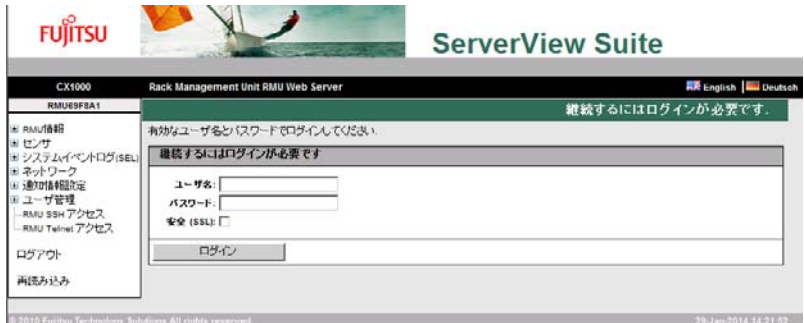 FUJITSU
ServerView Suite
CX1000
Rack Management Unit RMU Web Server
English | Deutsch
RMU69F8A1
継続するにはログインが必要です.
RMU情報
センサ
システムイベントログ(SEL)
ネットワーク
通知情報設定
ユーザ管理
RMU SSH アクセス
RMU Telnet アクセス
ログアウト
再読み込み
有効なユーザ名とパスワードでログインしてください.
継続するにはログインが必要です
ユーザ名:
パスワード:
安全 (SSL):
ログイン
© 2010 Fujitsu Technology Solutions All rights reserved.
29-Jan-2014 14:21:52